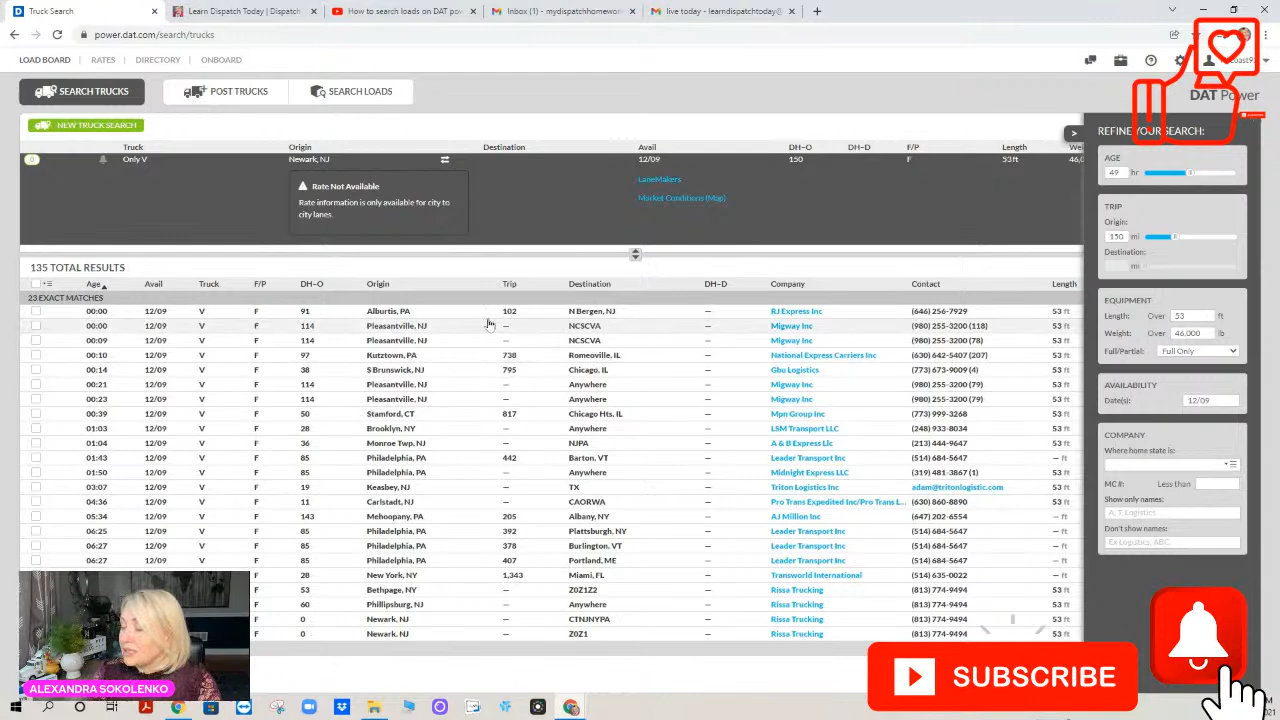 Truck Search
Learn Dispatch Today | Dispatch
How to search loads on DAT pow
Inbox (1) - mydispatchhomework
live today - learndispatchtoday@
power.dat.com/search/trucks
LOAD BOARD RATES DIRECTORY ONBOARD
SEARCH TRUCKS POST TRUCKS SEARCH LOADS
DAT Power
NEW TRUCK SEARCH
Truck Origin Destination Avail DH–O DH–D F/P Length
0 Only V Newark, NJ 12/09 150 F 53ft 46,0
Rate Not Available
Rate information is only available for city to
city lanes.
LaneMakers
Market Conditions (Map)
135 TOTAL RESULTS
Age Avail Truck F/P DH–O Origin Trip Destination DH–D Company Contact Length
23 EXACT MATCHES
00:00 12/09 V F 91 Alburtis, PA 102 N Bergen, NJ — RJ Express Inc (646) 256-7929 53 ft
00:00 12/09 V F 114 Pleasantville, NJ — NCSCVA — Migway Inc (980) 255-3200 (118) 53 ft
00:09 12/09 V F 114 Pleasantville, NJ — NCSCVA — Migway Inc (980) 255-3200 (78) 53 ft
00:10 12/09 V F 97 Kutztown, PA 738 Romeoville, IL — National Express Carriers Inc (630) 642-5407 (207) 53 ft
00:14 12/09 V F 38 S Brunswick, NJ 795 Chicago, IL — Gbu Logistics (773) 673-9009 (4) 53 ft
00:21 12/09 V F 114 Pleasantville, NJ — Anywhere — Migway Inc (980) 255-3200 (79) 53 ft
00:23 12/09 V F 114 Pleasantville, NJ — Anywhere — Migway Inc (980) 255-3200 (79) 53 ft
00:39 12/09 V F 50 Stamford, CT 817 Chicago Hts, IL — Mpn Group Inc (773) 999-3268 53 ft
01:03 12/09 V F 28 Brooklyn, NY — Anywhere — LSM Transport LLC (248) 933-8034 53 ft
01:04 12/09 V F 36 Monroe Twp, NJ — NJPA — A & B Express Llc (213) 444-9647 53 ft
01:43 12/09 V F 85 Philadelphia, PA 442 Barton, VT — Leader Transport Inc (514) 684-5647 — ft
01:50 12/09 V F 85 Philadelphia, PA — Anywhere — Midnight Express LLC (319) 481-3867 (1) 53 ft
03:07 12/09 V F 19 Keasbey, NJ — TX — Triton Logistics Inc adam@tritonlogistic.com 53 ft
04:36 12/09 V F 11 Carlstadt, NJ — CAORWA — Pro Trans Expedited Inc/Pro Trans L... (630) 860-8890 53 ft
05:34 12/09 V F 143 Mehoopany, PA 205 Albany, NY — AJ Million Inc (647) 202-6554 — ft
06:25 12/09 V F 85 Philadelphia, PA 392 Plattsburgh, NY — Leader Transport Inc (514) 684-5647 — ft
06:27 12/09 V F 85 Philadelphia, PA 378 Burlington, VT — Leader Transport Inc (514) 684-5647 — ft
06:27 12/09 V F 85 Philadelphia, PA 407 Portland, ME — Leader Transport Inc (514) 684-5647 — ft
F 28 New York, NY 1,343 Miami, FL — Transworld International (514) 635-0022 53 ft
F 53 Bethpage, NY — Z0Z1Z2 — Rissa Trucking (813) 774-9494 53 ft
F 60 Phillipsburg, NJ — Anywhere — Rissa Trucking (813) 774-9494 53 ft
F 0 Newark, NJ — CTNJNYPA — Rissa Trucking (813) 774-9494 53 ft
F 0 Newark, NJ — Z0Z1 — Rissa Trucking (813) 774-9494 53 ft
REFINE YOUR SEARCH:
AGE
49 hr
TRIP
Origin:
150 mi
Destination:
mi
EQUIPMENT
Length: Over 53 ft
Weight: Over 46,000 lb
Full/Partial: Full Only
AVAILABILITY
Date(s): 12/09
COMPANY
Where home state is:
MC#: Less than
Show only names:
A, T, Logistics
Don't show names:
Ex Logistics, ABC,
ALEXANDRA SOKOLENKO
SUBSCRIBE